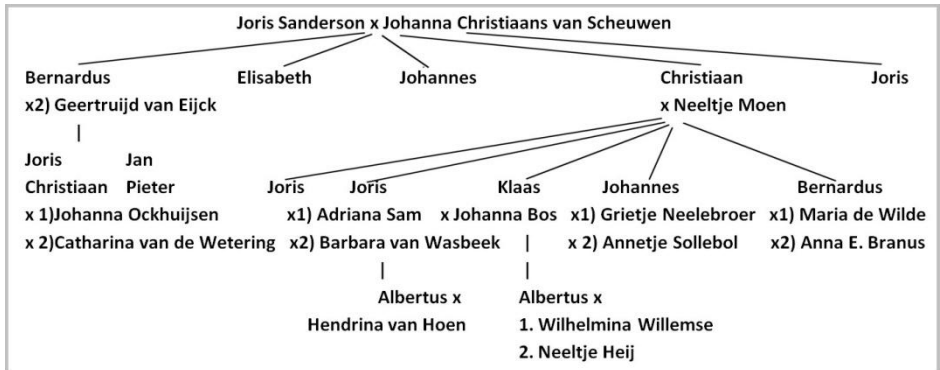 Joris Sanderson x Johanna Christiaans van Scheuwen
Bernardus Elisabeth Johannes Christiaan Joris
x2) Geertruijd van Eijck x Neeltje Moen
|
Joris Jan
Christiaan Pieter Joris Joris Klaas Johannes Bernardus
x 1)Johanna Ockhuijsen x1) Adriana Sam x Johanna Bos x1) Grietje Neelebroer x1) Maria de Wilde
x 2)Catharina van de Wetering x2) Barbara van Wasbeek | x 2) Annetje Sollebol x2) Anna E. Branus
| |
Albertus x Albertus x
Hendrina van Hoen 1. Wilhelmina Willemse
2. Neeltje Heij